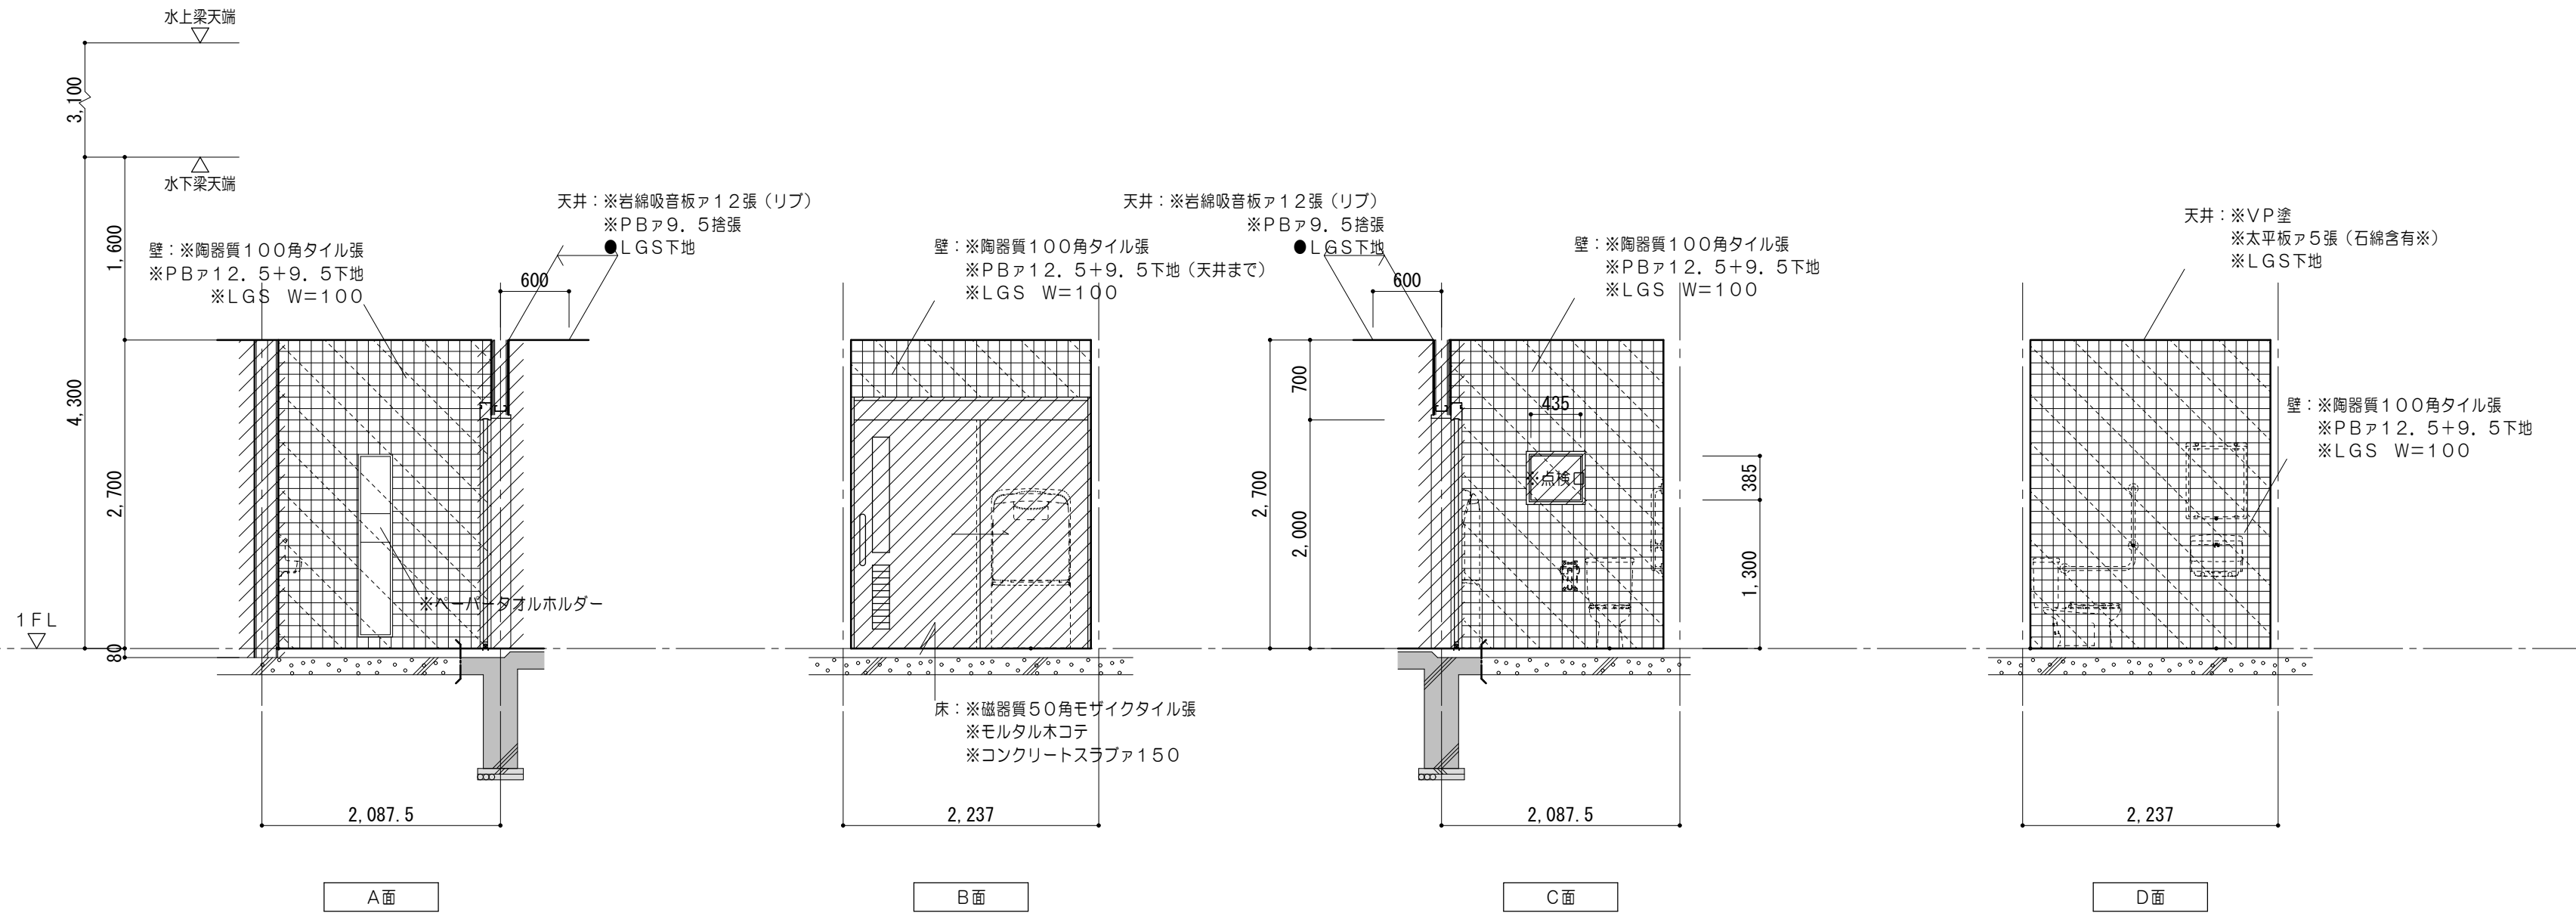 水上梁天端
3,100
水下梁天端
1,600
4,300
2,700
80
1FL
壁：※陶器質100角タイル張
※PBァ12.5+9.5下地
※LGS W=100
天井：※岩綿吸音板ァ12張（リブ）
※PBァ9.5捨張
●LGS下地
600
※ペーパータオルホルダー
2,087.5
A面
壁：※陶器質100角タイル張
※PBァ12.5+9.5下地（天井まで）
※LGS W=100
床：※磁器質50角モザイクタイル張
※モルタル木コテ
※コンクリートスラブァ150
2,237
B面
天井：※岩綿吸音板ァ12張（リブ）
※PBァ9.5捨張
●LGS下地
600
壁：※陶器質100角タイル張
※PBァ12.5+9.5下地
※LGS W=100
2,700
700
2,000
435
※点検口
385
1,300
2,087.5
C面
天井：※VP塗
※太平板ァ5張（石綿含有※）
※LGS下地
壁：※陶器質100角タイル張
※PBァ12.5+9.5下地
※LGS W=100
2,237
D面